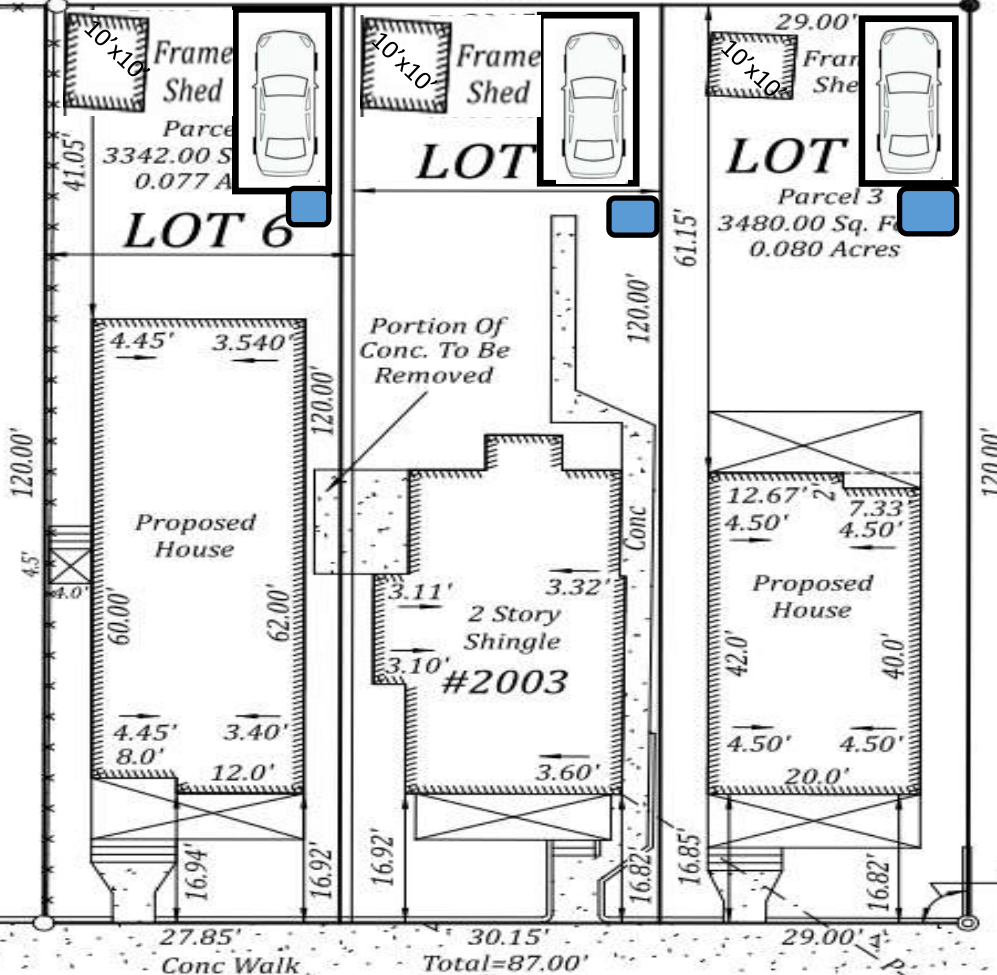 10'x10'
Frame
Shed
10'x10'
Frame
Shed
29.00'
10'x10'
Fran
She
Parce
3342.00 S
0.077 A
LOT 6
41.05'
LOT
LOT
Parcel 3
3480.00 Sq. F
0.080 Acres
61.15'
120.00'
Portion Of
Conc. To Be
Removed
4.45'
3.540'
120.00'
120.00'
120.00'
4.5'
4.0'
Proposed
House
60.00'
62.00'
4.45'
3.40'
8.0'
12.0'
16.94'
16.92'
Conc
3.11'
3.32'
2 Story
Shingle
3.10'
#2003
3.60'
16.92'
16.82'
12.67'
2'
7.33'
4.50'
4.50'
Proposed
House
42.0'
40.0'
4.50'
4.50'
20.0'
16.85'
16.82'
27.85'
30.15'
29.00'
Conc Walk
Total=87.00'